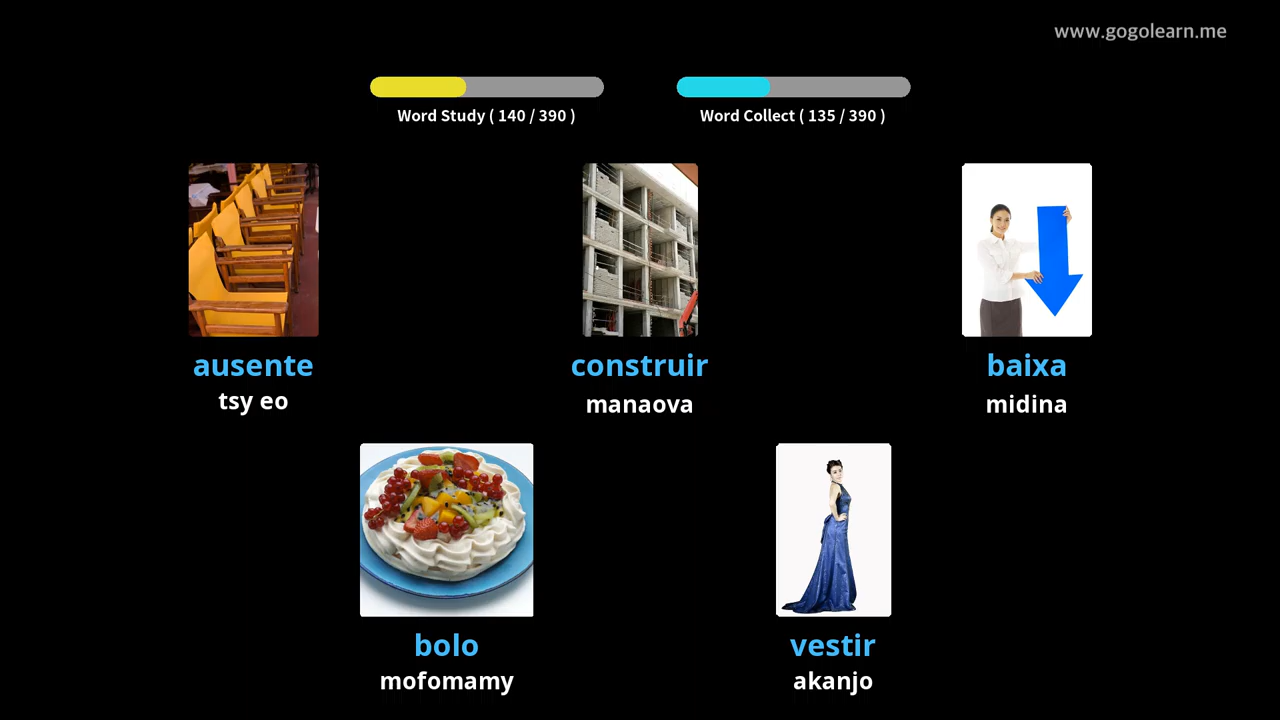 www.gogolearn.me
Word Study ( 140 / 390 )
Word Collect ( 135 / 390 )
ausente
tsy eo
construir
manaova
baixa
midina
bolo
mofomamy
vestir
akanjo